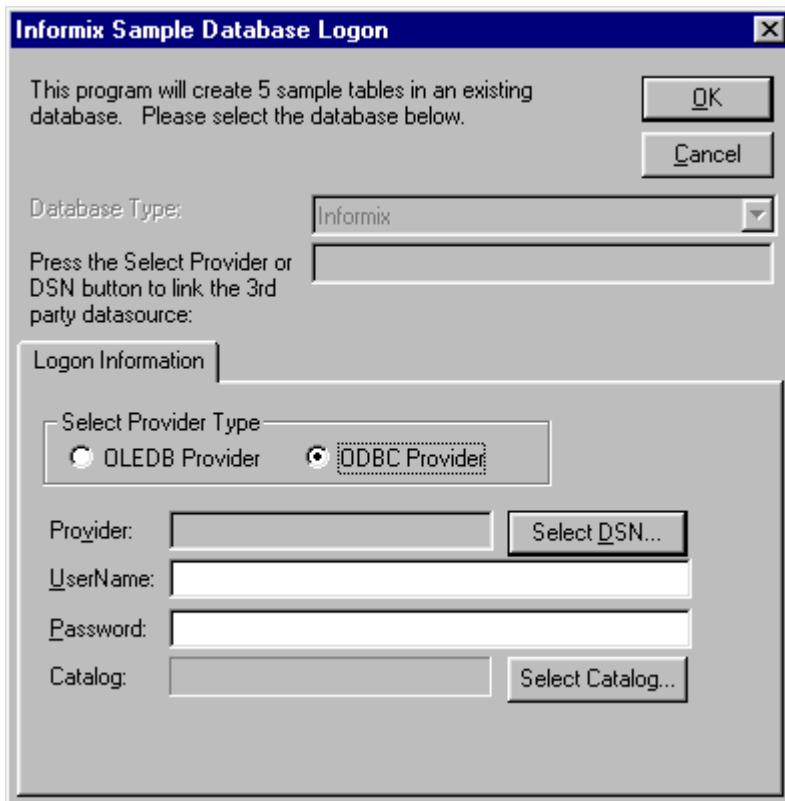 Informix Sample Database Logon
This program will create 5 sample tables in an existing
database.   Please select the database below.
OK
Cancel
Database Type:
Informix
Press the Select Provider or
DSN button to link the 3rd
party datasource:
Logon Information
Select Provider Type
OLEDB Provider
ODBC Provider
Provider:
Select DSN...
UserName:
Password:
Catalog:
Select Catalog...